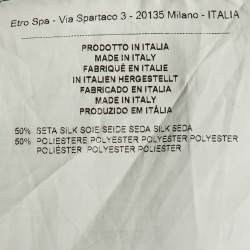 Etro Spa - Via Spartaco 3 - 20135 Milano - ITALIA
PRODOTTO IN ITALIA
MADE IN ITALY
FABRIQUÉ EN ITALIE
IN ITALIEN HERGESTELLT
FABRICADO EN ITALIA
MADE IN ITALY
PRODUZIDO EM ITÁLIA
50% SETA SILK SOIE/SEIDE SEDA SILK SEDA
50% POLIESTERE POLYESTER POLYESTER POLYESTER
POLIÉSTER POLYESTER POLIESTER